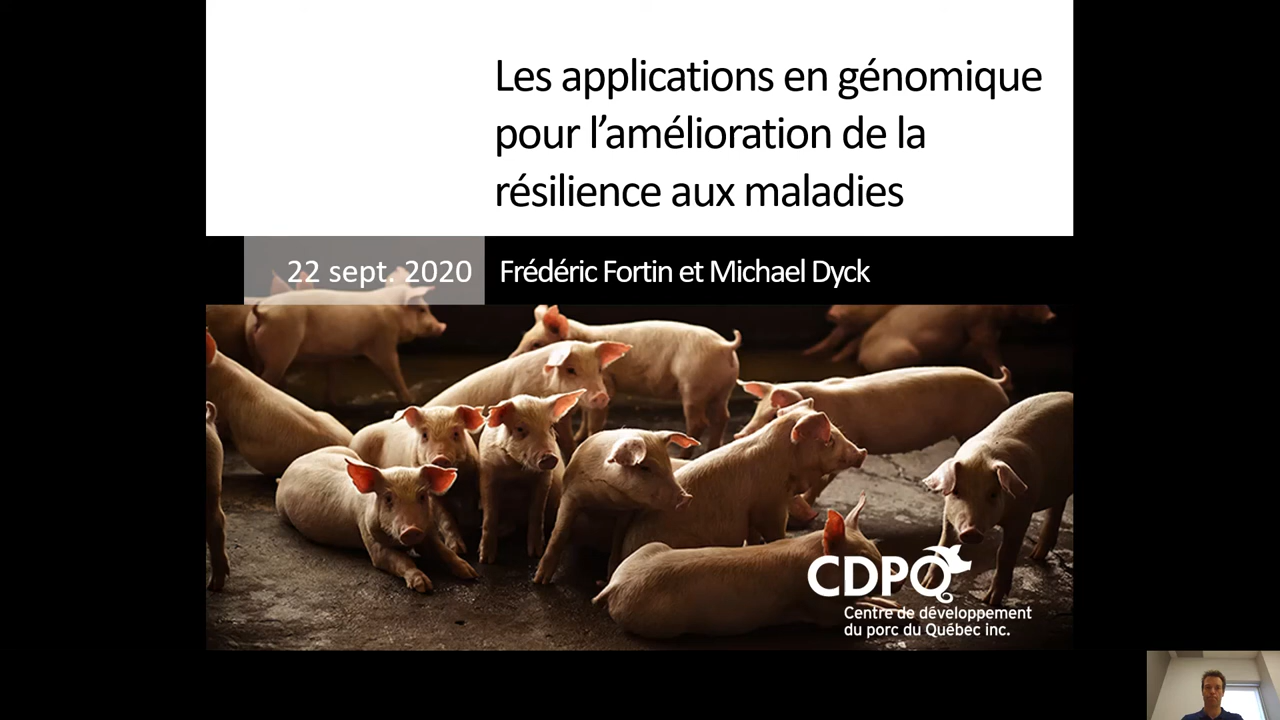 Les applications en génomique
pour l’amélioration de la
résilience aux maladies
22 sept. 2020
Frédéric Fortin et Michael Dyck
CDPQ
Centre de développement
du porc du Québec inc.